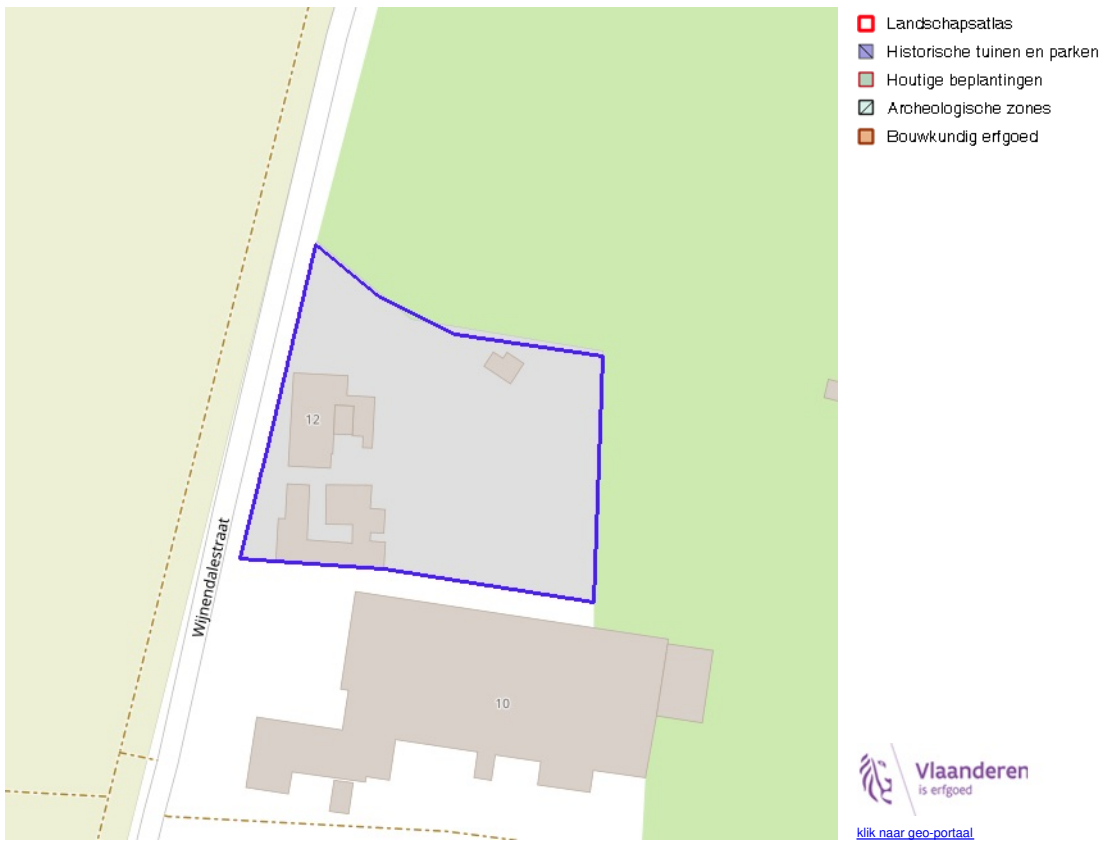 Landschapsatlas
Historische tuinen en parken
Houtige beplantingen
Archeologische zones
Bouwkundig erfgoed
12
Wijnendalestraat
10
Vlaanderen
is erfgoed
klik naar geo-portaal